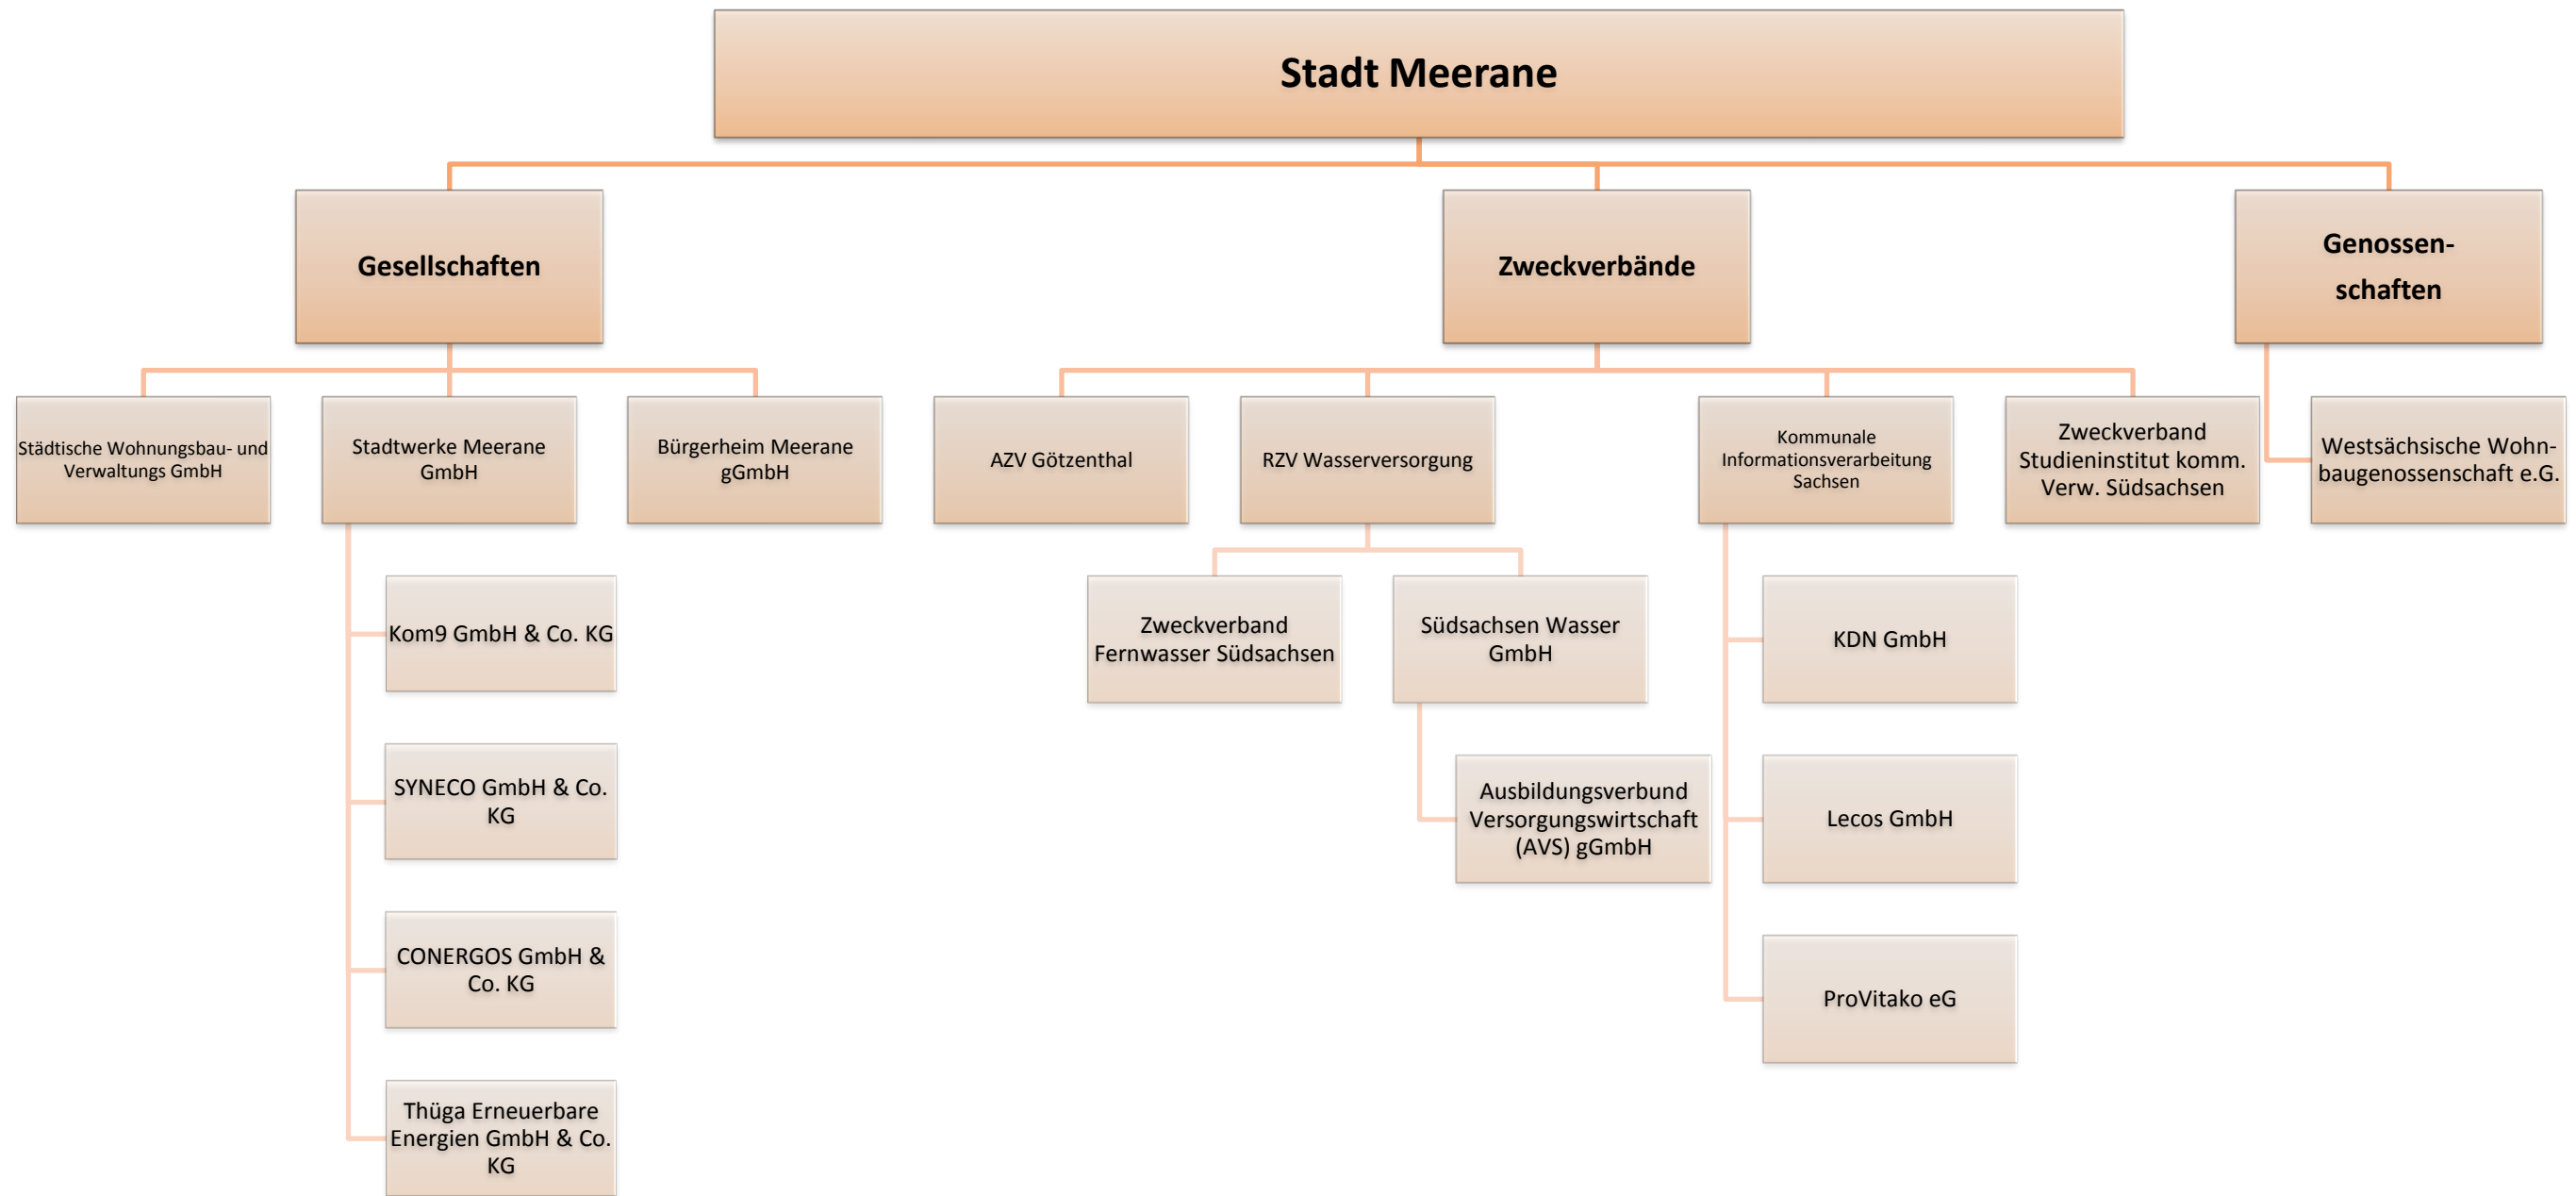 Stadt Meerane
Gesellschaften
Zweckverbände
Genossen-
schaften
Städtische Wohnungsbau- und
Verwaltungs GmbH
Stadtwerke Meerane
GmbH
Bürgerheim Meerane
gGmbH
AZV Götzenthal
RZV Wasserversorgung
Kommunale
Informationsverarbeitung
Sachsen
Zweckverband
Studieninstitut komm.
Verw. Südsachsen
Westsächsische Wohn-
baugenossenschaft e.G.
Kom9 GmbH & Co. KG
SYNECO GmbH & Co.
KG
CONERGOS GmbH &
Co. KG
Thüga Erneuerbare
Energien GmbH & Co.
KG
Zweckverband
Fernwasser Südsachsen
Südsachsen Wasser
GmbH
Ausbildungsverbund
Versorgungswirtschaft
(AVS) gGmbH
KDN GmbH
Lecos GmbH
ProVitako eG